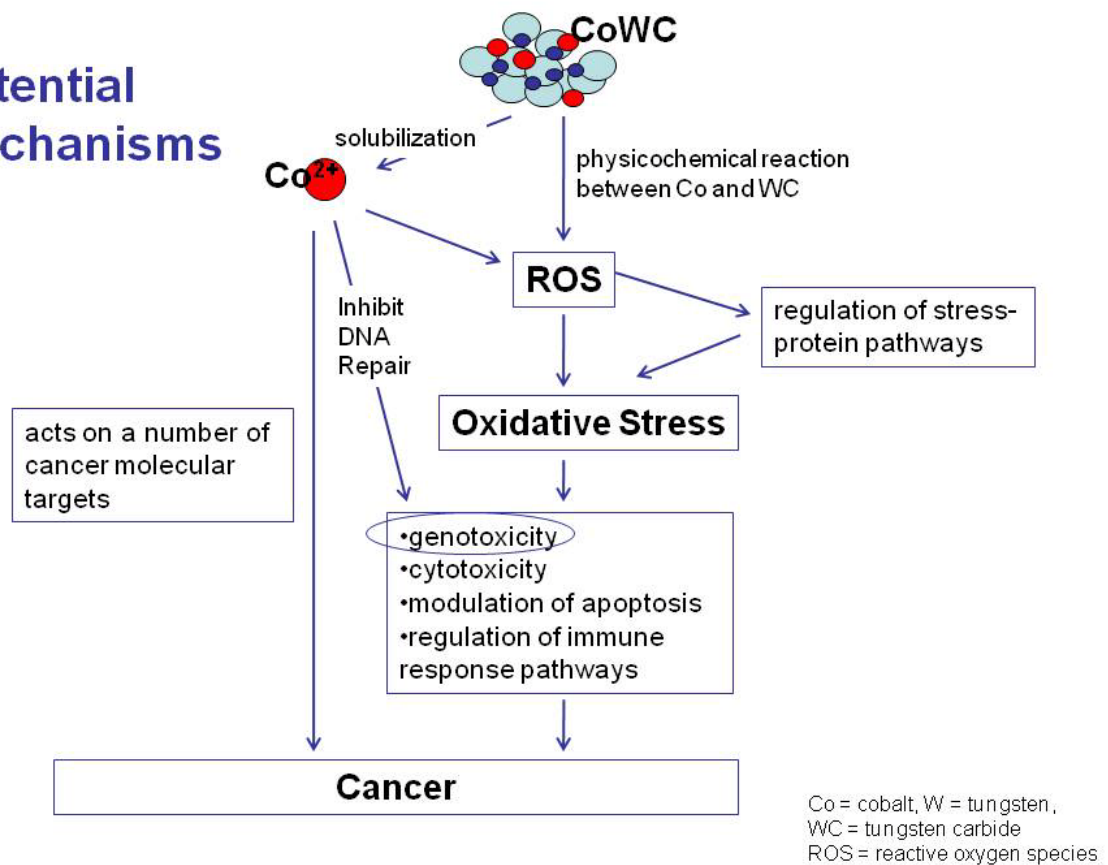 tential
chanisms
CoWC
solubilization
Co2+
physicochemical reaction
between Co and WC
ROS
Inhibit
DNA
Repair
regulation of stress-
protein pathways
Oxidative Stress
acts on a number of
cancer molecular
targets
•genotoxicity
•cytotoxicity
•modulation of apoptosis
•regulation of immune
response pathways
Cancer
Co = cobalt, W = tungsten,
WC = tungsten carbide
ROS = reactive oxygen species